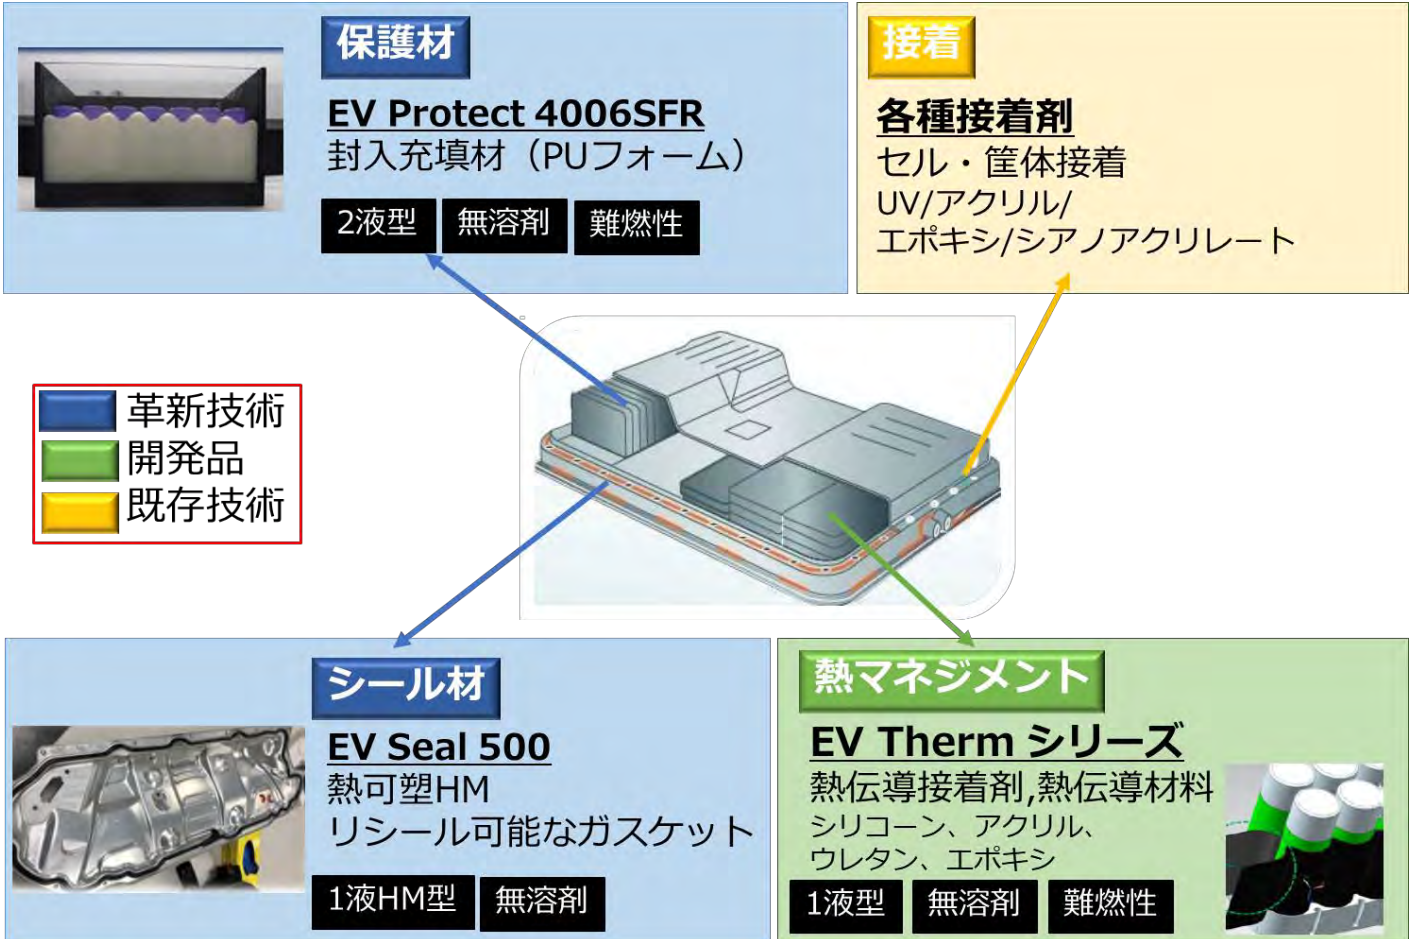 保護材
EV Protect 4006SFR
封入充填材（PUフォーム）
2液型
無溶剤
難燃性
接着
各種接着剤
セル・筐体接着
UV/アクリル/
エポキシ/シアノアクリレート
革新技術
開発品
既存技術
シール材
EV Seal 500
熱可塑HM
リシール可能なガスケット
1液HM型
無溶剤
熱マネジメント
EV Therm シリーズ
熱伝導接着剤,熱伝導材料
シリコーン、アクリル、
ウレタン、エポキシ
1液型
無溶剤
難燃性